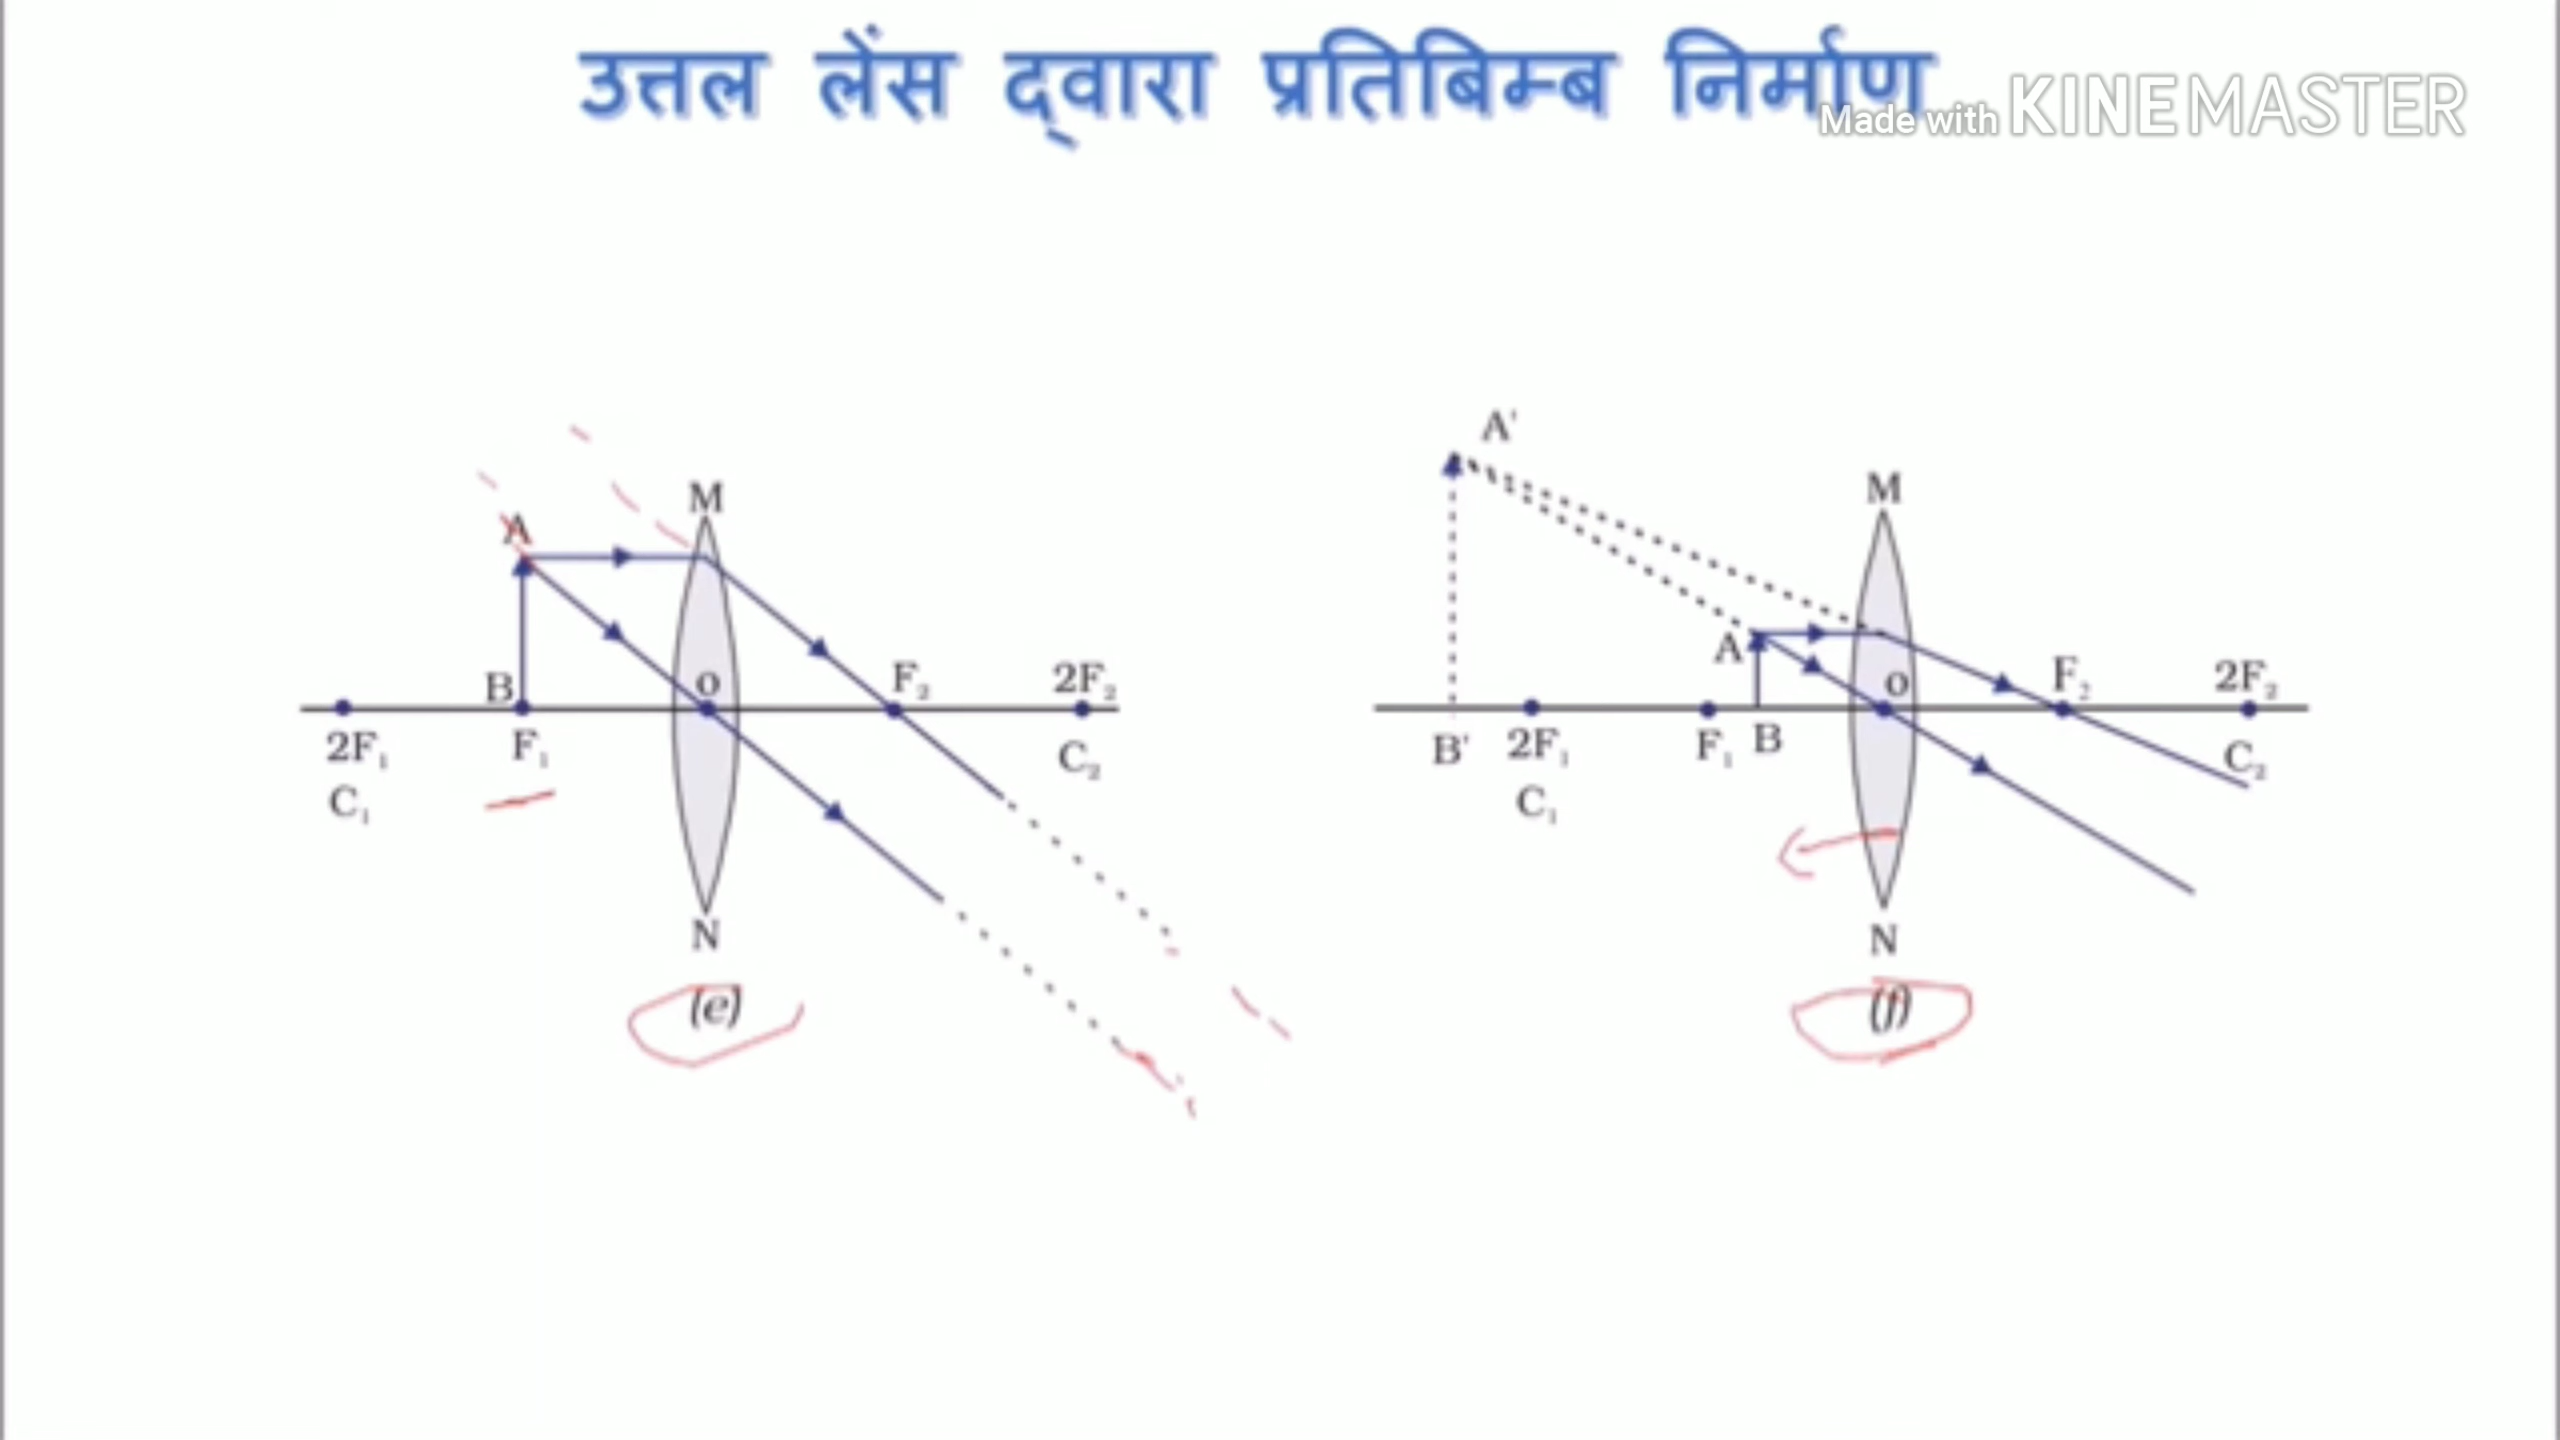 उत्तल लेंस द्वारा प्रतिबिम्ब निर्माण
Made with KINEMASTER
A
M
B
O
F₂
2F₂
2F₁
F₁
C₂
C₁
N
(e)
A'
M
A
O
F₂
2F₂
B'
2F₁
F₁
B
C₂
C₁
N
(f)